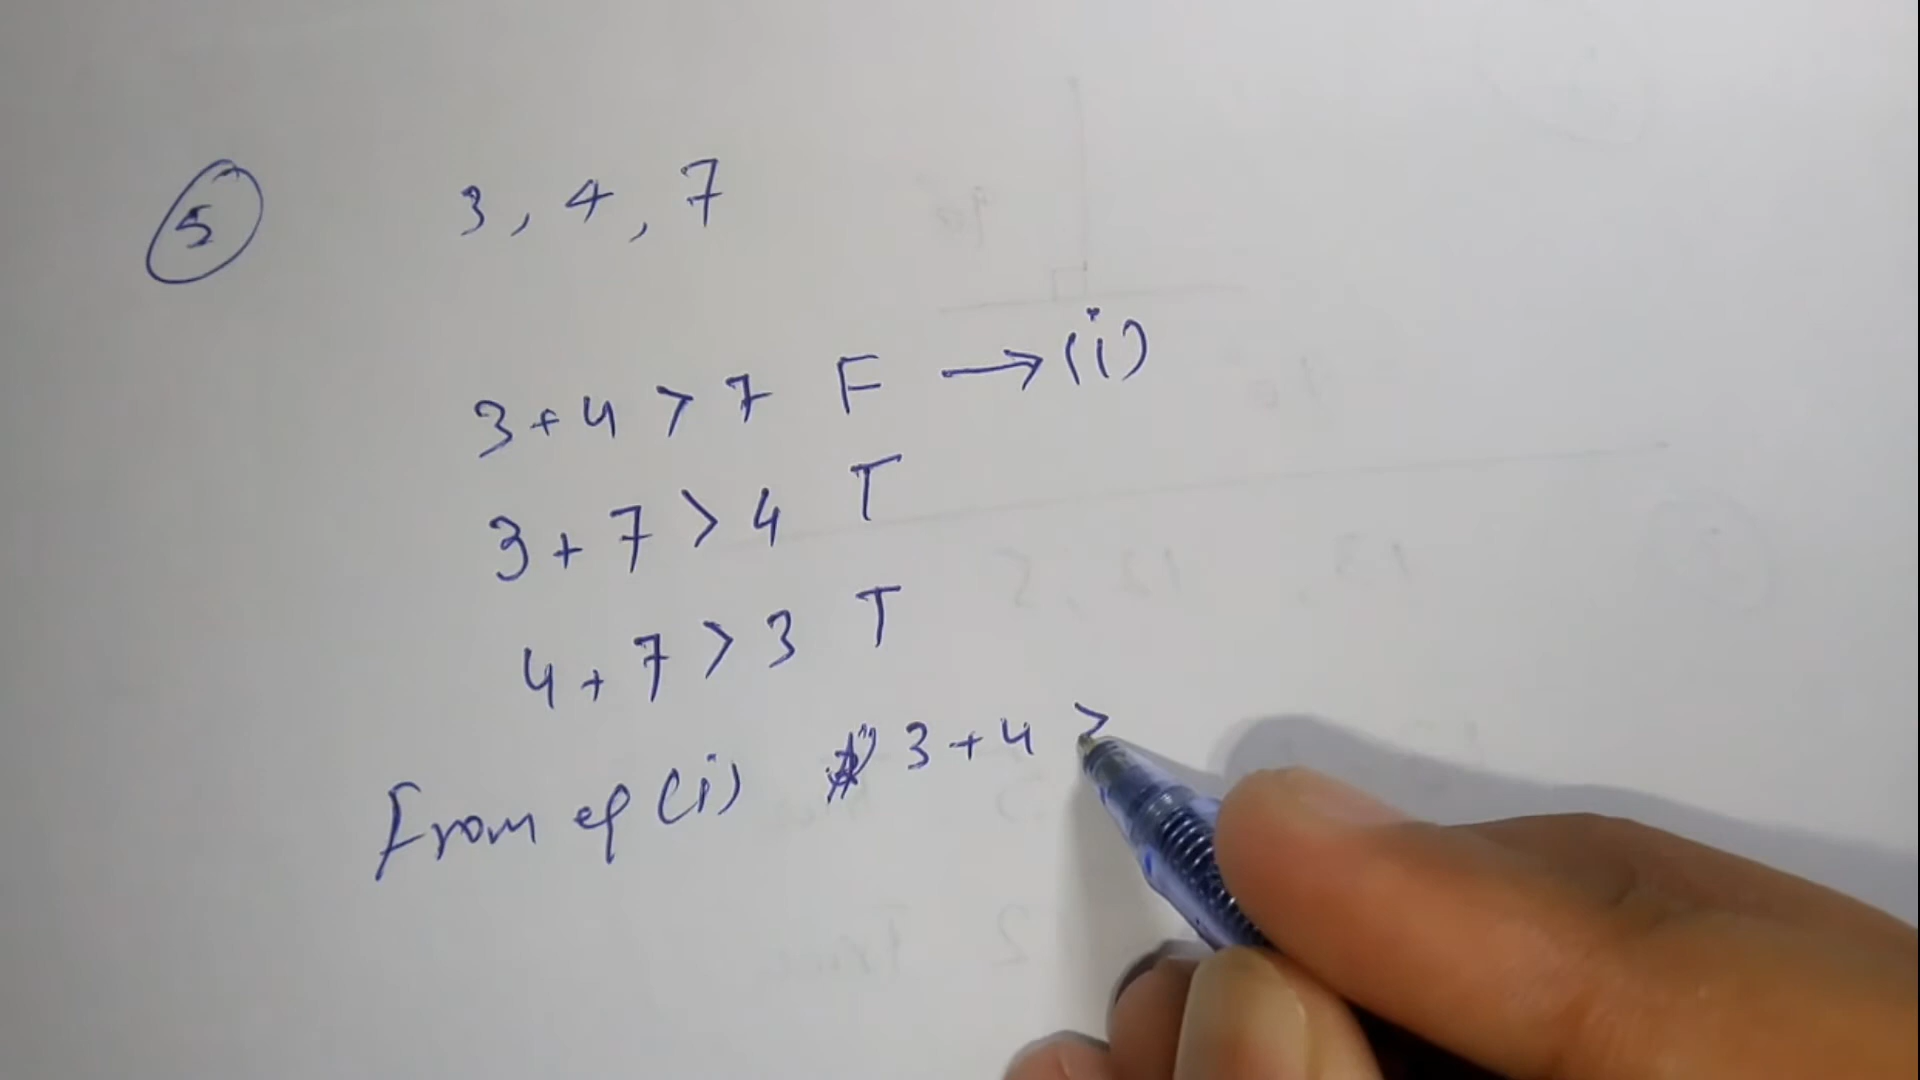 5 3, 4, 7
3+4 > 7 F → (i)
3+7 > 4 T
4+7 > 3 T
From eq (i) 3+4 >